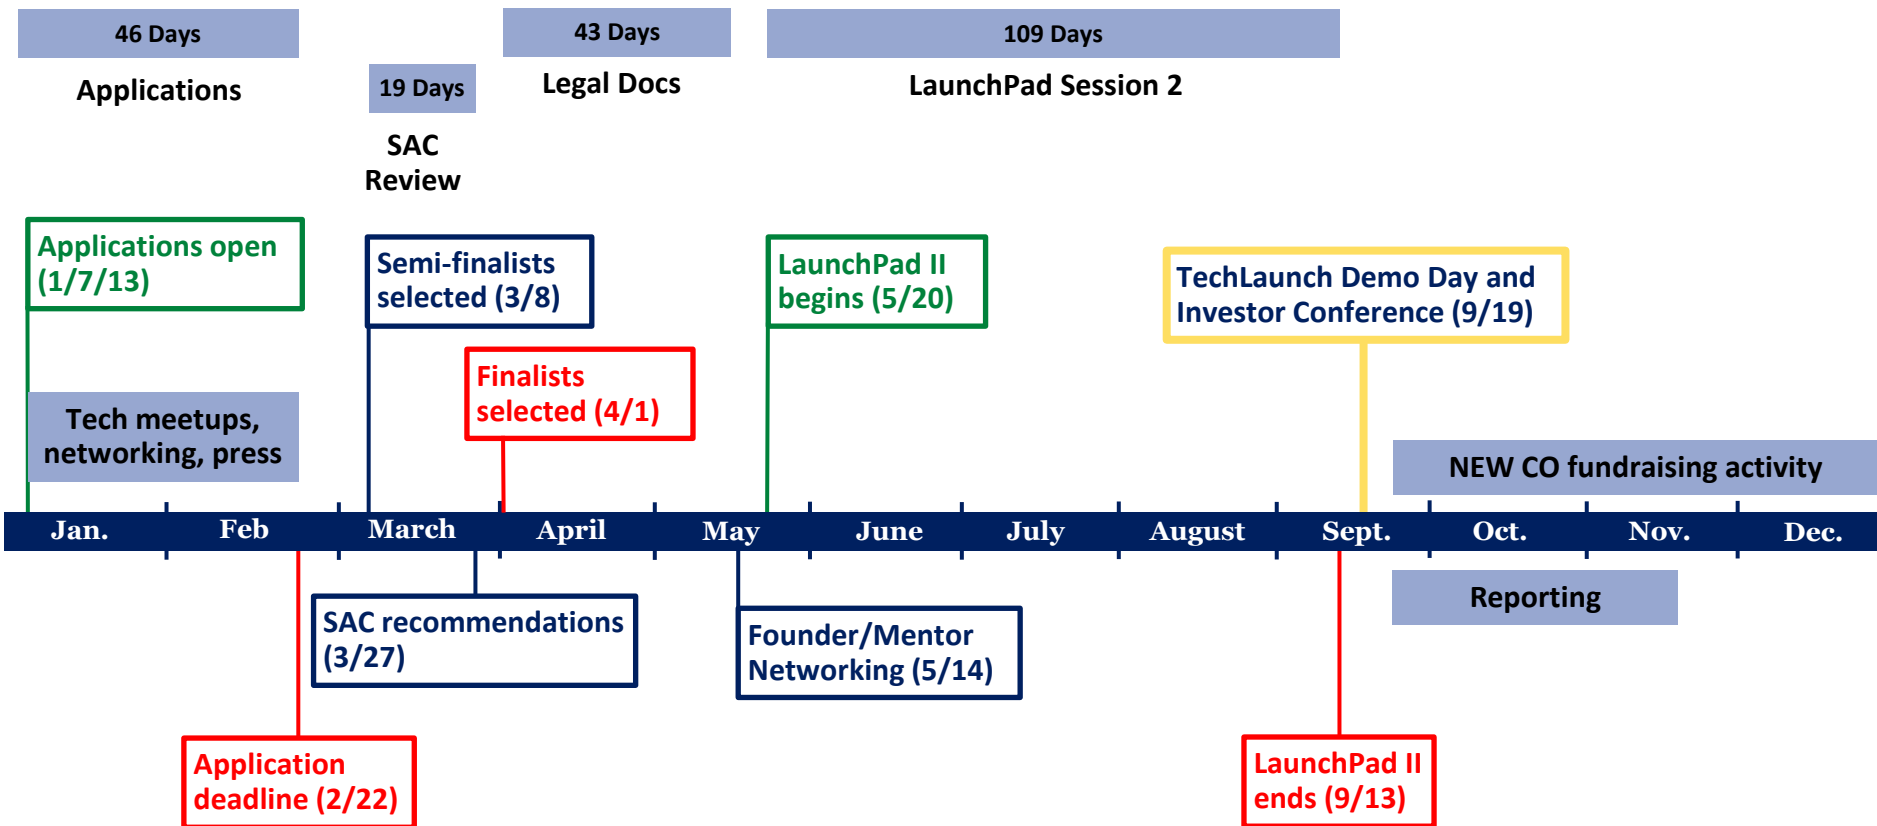 46 Days
Applications
19 Days
SAC
Review
43 Days
Legal Docs
109 Days
LaunchPad Session 2
Applications open
(1/7/13)
Semi-finalists
selected (3/8)
Finalists
selected (4/1)
LaunchPad II
begins (5/20)
TechLaunch Demo Day and
Investor Conference (9/19)
Tech meetups,
networking, press
NEW CO fundraising activity
Jan.
Feb
March
April
May
June
July
August
Sept.
Oct.
Nov.
Dec.
SAC recommendations
(3/27)
Founder/Mentor
Networking (5/14)
Reporting
Application
deadline (2/22)
LaunchPad II
ends (9/13)